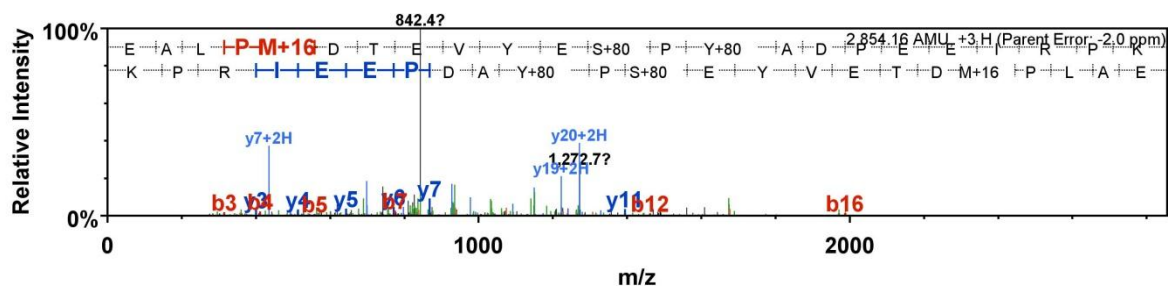 842.4?
100%
E A L P M+16 D T E V Y E S+80 P Y+80 A D P E E I R P K
2,854.16 AMU, +3 H (Parent Error: -2.0 ppm)
K P R I E E P D A Y+80 P S+80 E Y V E T D M+16 P L A E
Relative Intensity
y7+2H
y20+2H
1,272.7?
y19+2H
b3 y3 b4 y4 b5 y5 y6 b7 y7 y11 b12 b16
0%
0 1000 2000
m/z